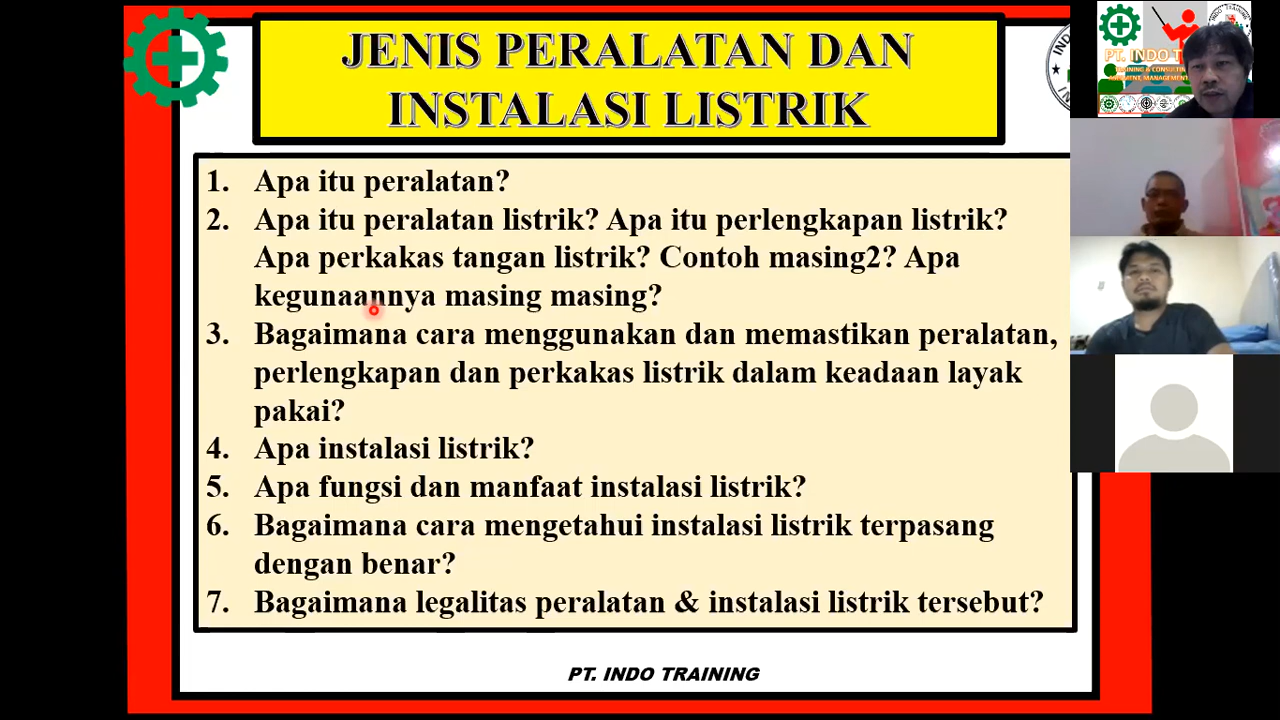 JENIS PERALATAN DAN
INSTALASI LISTRIK
1. Apa itu peralatan?
2. Apa itu peralatan listrik? Apa itu perlengkapan listrik?
Apa perkakas tangan listrik? Contoh masing2? Apa
kegunaannya masing masing?
3. Bagaimana cara menggunakan dan memastikan peralatan,
perlengkapan dan perkakas listrik dalam keadaan layak
pakai?
4. Apa instalasi listrik?
5. Apa fungsi dan manfaat instalasi listrik?
6. Bagaimana cara mengetahui instalasi listrik terpasang
dengan benar?
7. Bagaimana legalitas peralatan & instalasi listrik tersebut?
PT. INDO TRAINING
PT. INDO